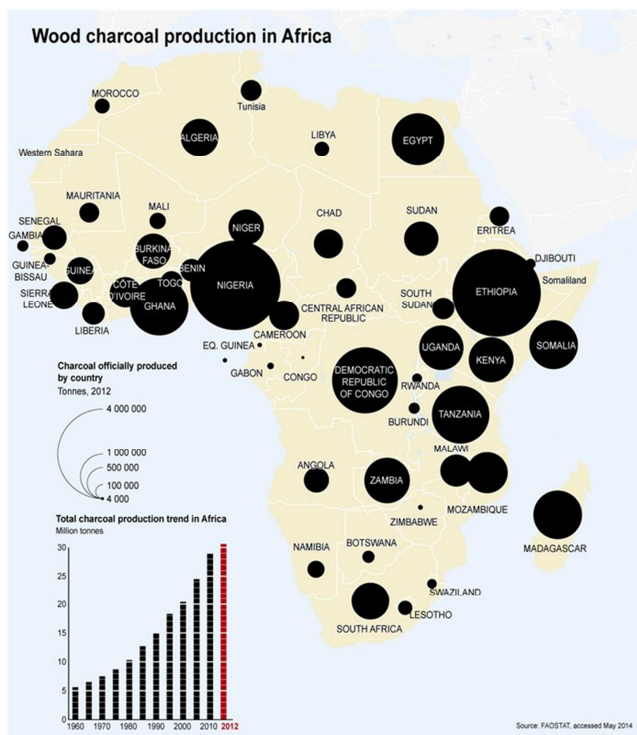 Wood charcoal production in Africa
MOROCCO
Tunisia
ALGERIA
LIBYA
EGYPT
Western Sahara
MAURITANIA
MALI
NIGER
CHAD
SUDAN
ERITREA
SENEGAL
GAMBIA
GUINEA-
BISSAU
GUINEA
BURKINA
FASO
BENIN
TOGO
CÔTE
D'IVOIRE
GHANA
SIERRA
LEONE
LIBERIA
NIGERIA
CAMEROON
CENTRAL AFRICAN
REPUBLIC
SOUTH
SUDAN
ETHIOPIA
DJIBOUTI
Somaliland
SOMALIA
EQ. GUINEA
GABON
CONGO
DEMOCRATIC
REPUBLIC
OF CONGO
UGANDA
KENYA
RWANDA
BURUNDI
TANZANIA
MALAWI
ANGOLA
ZAMBIA
MOZAMBIQUE
ZIMBABWE
MADAGASCAR
NAMIBIA
BOTSWANA
SWAZILAND
LESOTHO
SOUTH AFRICA
Charcoal officially produced
by country
Tonnes, 2012
4 000 000
1 000 000
500 000
100 000
4 000
Total charcoal production trend in Africa
Million tonnes
30
25
20
15
10
5
0
1960 1970 1980 1990 2000 2010 2012
Source: FAOSTAT, accessed May 2014